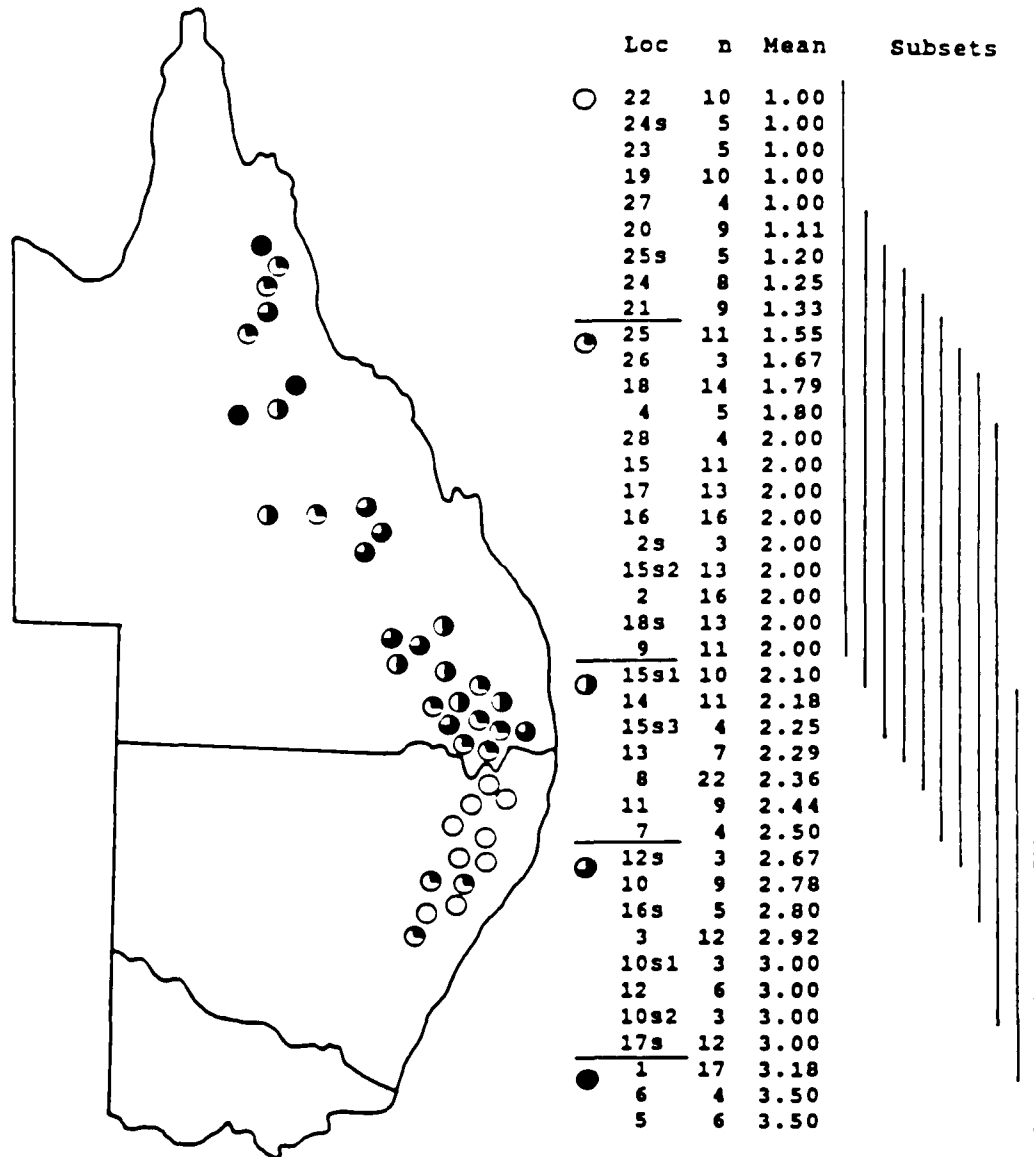 Loc n Mean Subsets
22 10 1.00
24s 5 1.00
23 5 1.00
19 10 1.00
27 4 1.00
20 9 1.11
25s 5 1.20
24 8 1.25
21 9 1.33
25 11 1.55
26 3 1.67
18 14 1.79
4 5 1.80
28 4 2.00
15 11 2.00
17 13 2.00
16 16 2.00
2s 3 2.00
15s2 13 2.00
2 16 2.00
18s 13 2.00
9 11 2.00
15s1 10 2.10
14 11 2.18
15s3 4 2.25
13 7 2.29
8 22 2.36
11 9 2.44
7 4 2.50
12s 3 2.67
10 9 2.78
16s 5 2.80
3 12 2.92
10s1 3 3.00
12 6 3.00
10s2 3 3.00
17s 12 3.00
1 17 3.18
6 4 3.50
5 6 3.50